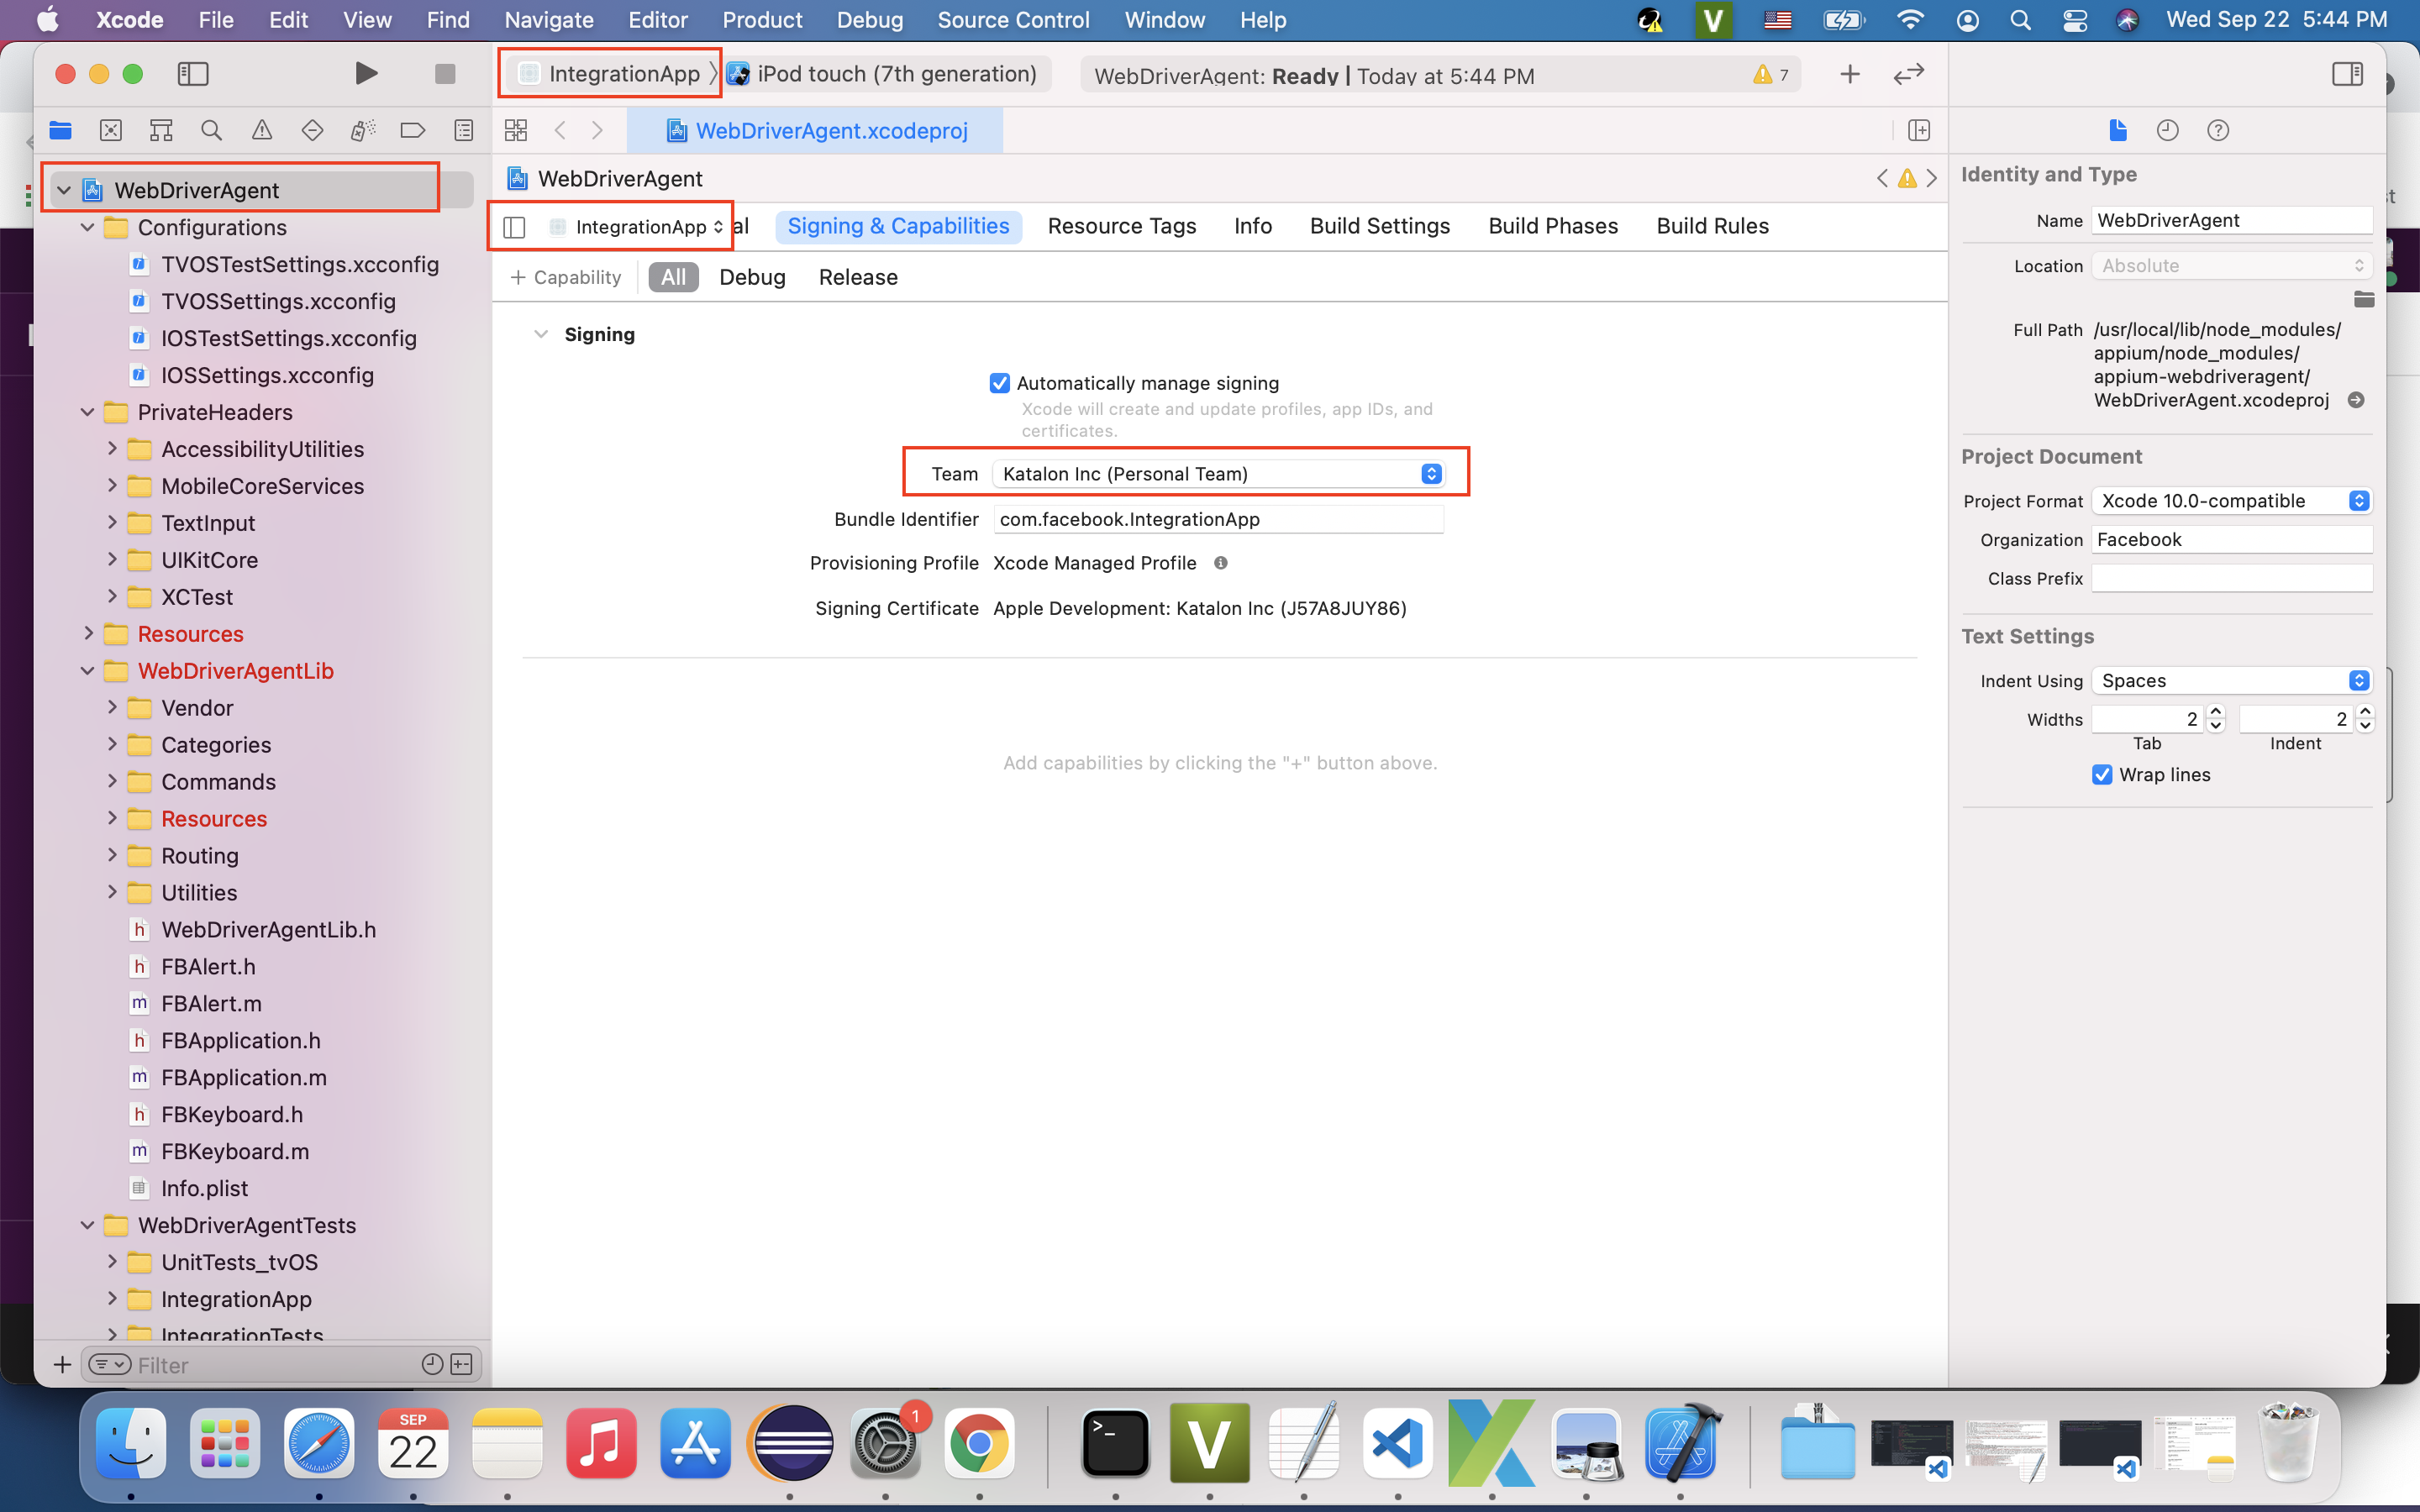 Xcode File Edit View Find Navigate Editor Product Debug Source Control Window Help V Wed Sep 22 5:44 PM
IntegrationApp iPod touch (7th generation) WebDriverAgent: Ready | Today at 5:44 PM 7
WebDriverAgent.xcodeproj
WebDriverAgent
IntegrationApp al Signing & Capabilities Resource Tags Info Build Settings Build Phases Build Rules
+ Capability All Debug Release
WebDriverAgent
Configurations
TVOSTestSettings.xcconfig
TVOSSettings.xcconfig
IOSTestSettings.xcconfig
IOSSettings.xcconfig
PrivateHeaders
AccessibilityUtilities
MobileCoreServices
TextInput
UIKitCore
XCTest
Resources
WebDriverAgentLib
Vendor
Categories
Commands
Resources
Routing
Utilities
h WebDriverAgentLib.h
h FBAlert.h
m FBAlert.m
h FBApplication.h
m FBApplication.m
h FBKeyboard.h
m FBKeyboard.m
Info.plist
WebDriverAgentTests
UnitTests_tvOS
IntegrationApp
IntegrationTests
Filter
Signing
Automatically manage signing
Xcode will create and update profiles, app IDs, and
certificates.
Team Katalon Inc (Personal Team)
Bundle Identifier com.facebook.IntegrationApp
Provisioning Profile Xcode Managed Profile
Signing Certificate Apple Development: Katalon Inc (J57A8JUY86)
Add capabilities by clicking the "+" button above.
Identity and Type
Name WebDriverAgent
Location Absolute
Full Path /usr/local/lib/node_modules/
appium/node_modules/
appium-webdriveragent/
WebDriverAgent.xcodeproj
Project Document
Project Format Xcode 10.0-compatible
Organization Facebook
Class Prefix
Text Settings
Indent Using Spaces
Widths 2 2
Tab Indent
Wrap lines
SEP
22
1
V